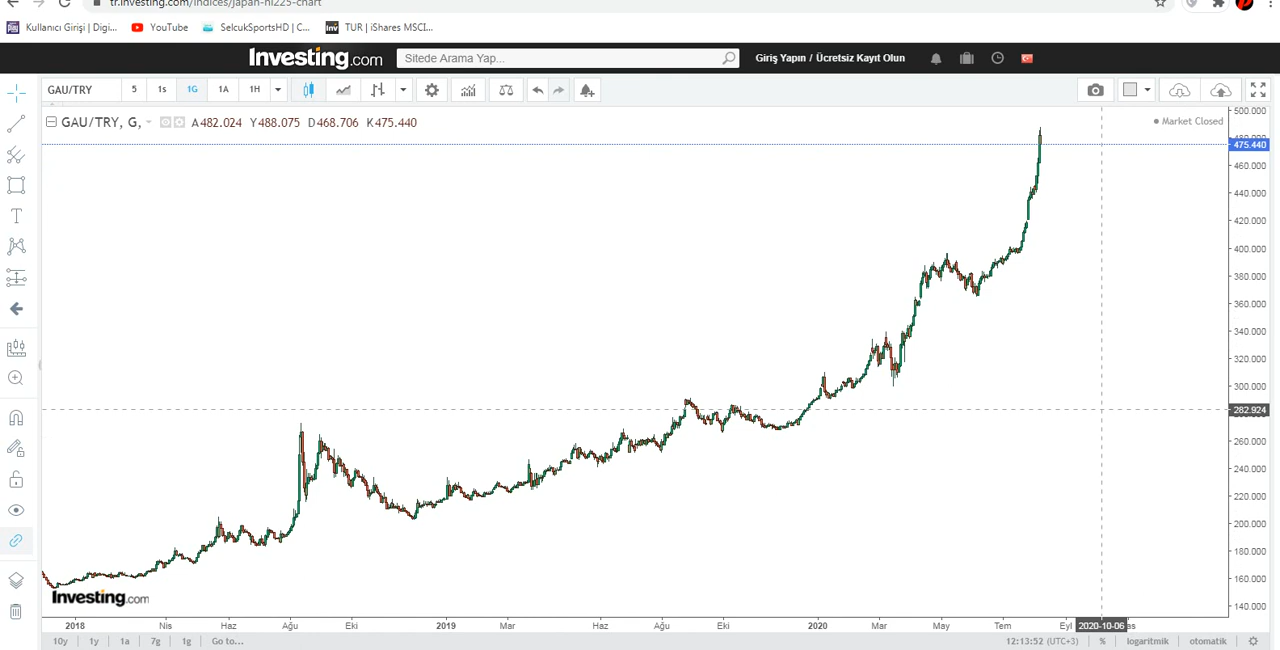 tr.investing.com/indices/japan-ni225-chart
Kullanıcı Girişi | Digi... YouTube SelcukSportsHD | C... Inv TUR | iShares MSCI...
Investing.com Sitede Arama Yap... Giriş Yapın / Ücretsiz Kayıt Olun
GAU/TRY 5 1s 1G 1A 1H
GAU/TRY, G, A482.024 Y488.075 D468.706 K475.440
Market Closed
500.000
480.000
475.440
460.000
440.000
420.000
400.000
380.000
360.000
340.000
320.000
300.000
282.924
260.000
240.000
220.000
200.000
180.000
160.000
140.000
Investing.com
2018 Nis Haz Ağu Eki 2019 Mar Haz Ağu Eki 2020 Mar May Tem Eyl 2020-10-06
10y 1y 1a 7g 1g Go to... 12:13:52 (UTC+3) % logaritmik otomatik